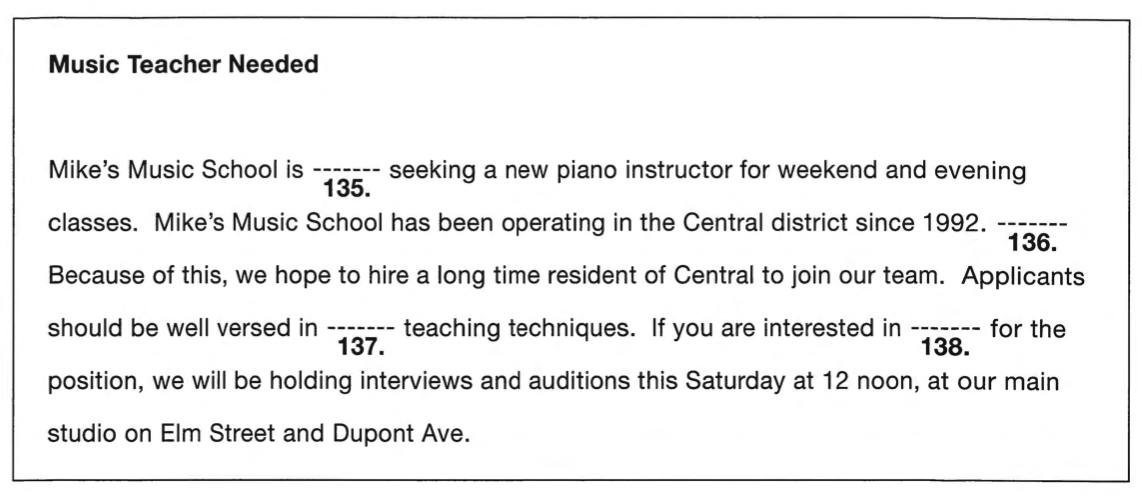 Music Teacher Needed
Mike's Music School is ------- seeking a new piano instructor for weekend and evening
135.
classes. Mike's Music School has been operating in the Central district since 1992. -------
136.
Because of this, we hope to hire a long time resident of Central to join our team. Applicants
should be well versed in ------- teaching techniques. If you are interested in ------- for the
137. 138.
position, we will be holding interviews and auditions this Saturday at 12 noon, at our main
studio on Elm Street and Dupont Ave.